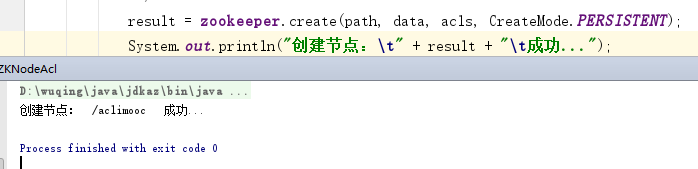 result = zookeeper.create(path, data, acls, CreateMode.PERSISTENT);
System.out.println("创建节点：\t" + result + "\t成功...");
ZKNodeAcl
D:\wuqing\java\jdkaz\bin\java ...
创建节点： /aclimooc 成功...
Process finished with exit code 0